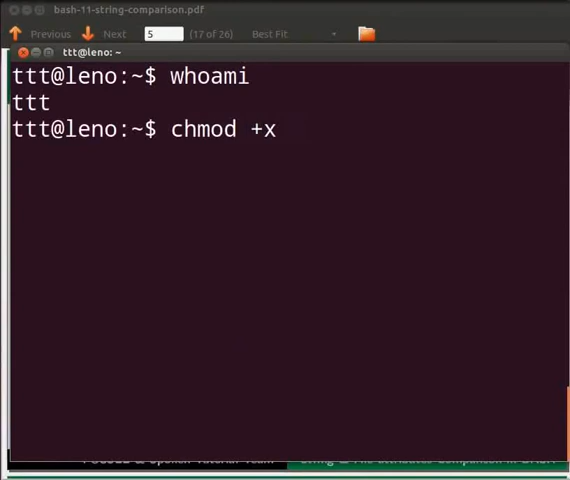 bash-11-string-comparison.pdf
Previous Next 5 (17 of 26) Best Fit
ttt@leno: ~
ttt@leno:~$ whoami
ttt
ttt@leno:~$ chmod +x